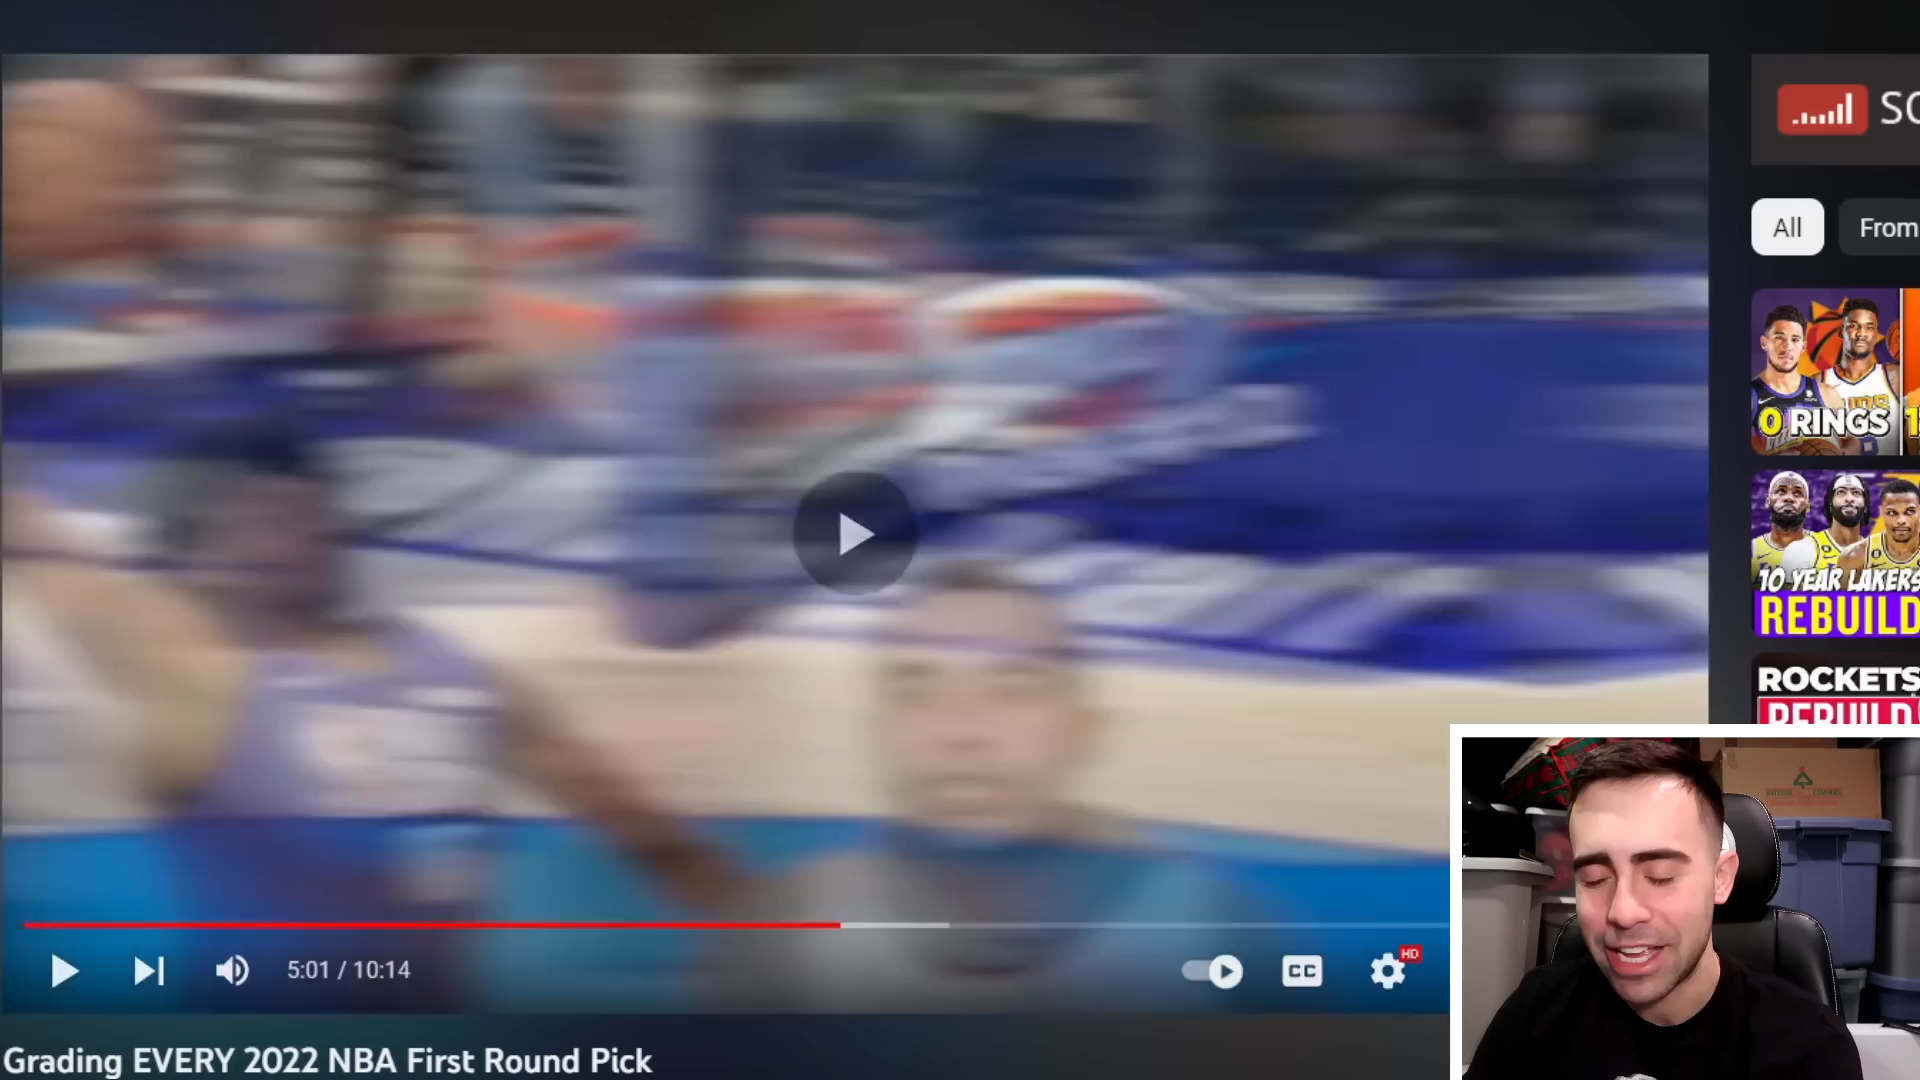 SC
All
From
0 RINGS
10 YEAR LAKERS
REBUILD
ROCKETS
REBUILD
5:01 / 10:14
CC
HD
Grading EVERY 2022 NBA First Round Pick